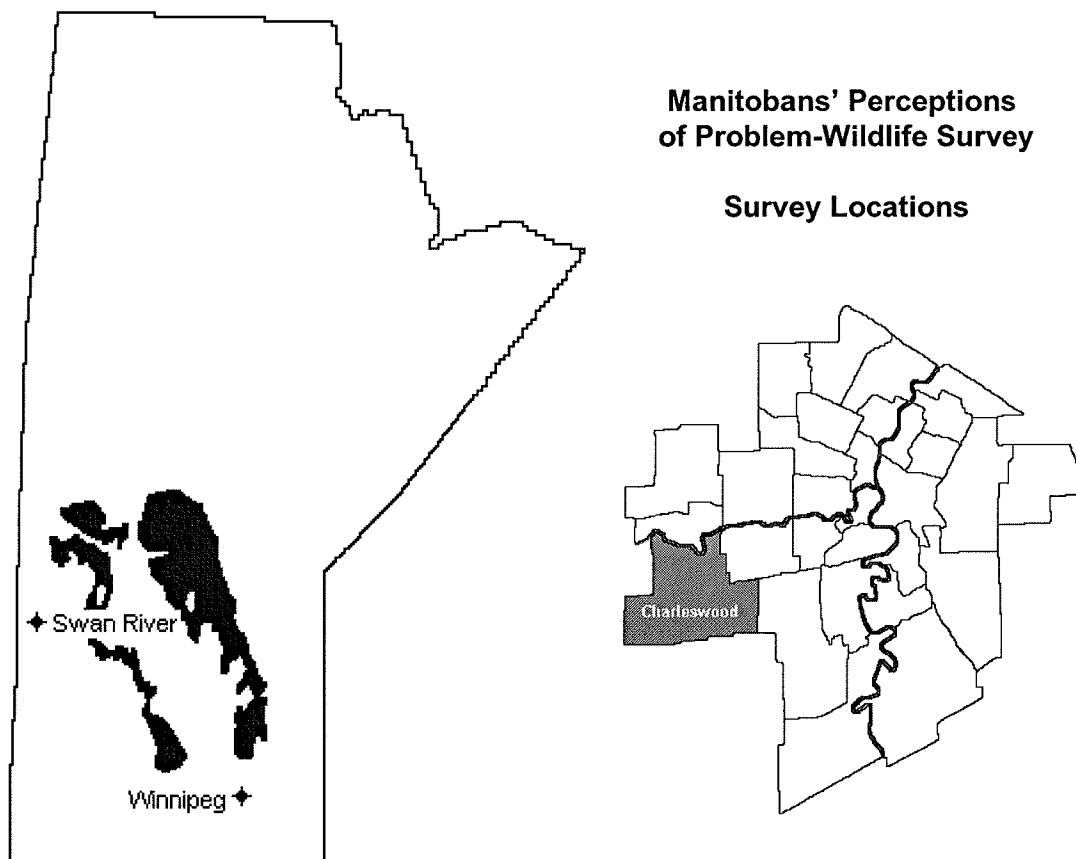 Manitobans' Perceptions
of Problem-Wildlife Survey
Survey Locations
Charleswood
Swan River
Winnipeg